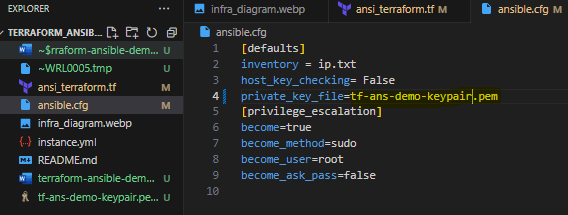 EXPLORER
TERRAFORM_ANSIBLE...
~$rraform-ansible-dem... U
~WRL0005.tmp U
ansi_terraform.tf M
ansible.cfg M
infra_diagram.webp
instance.yml
README.md
terraform-ansible-dem... U
tf-ans-demo-keypair.pe... U
infra_diagram.webp
ansi_terraform.tf M
ansible.cfg M
ansible.cfg
1 [defaults]
2 inventory = ip.txt
3 host_key_checking= False
4 private_key_file=tf-ans-demo-keypair.pem
5 [privilege_escalation]
6 become=true
7 become_method=sudo
8 become_user=root
9 become_ask_pass=false
10